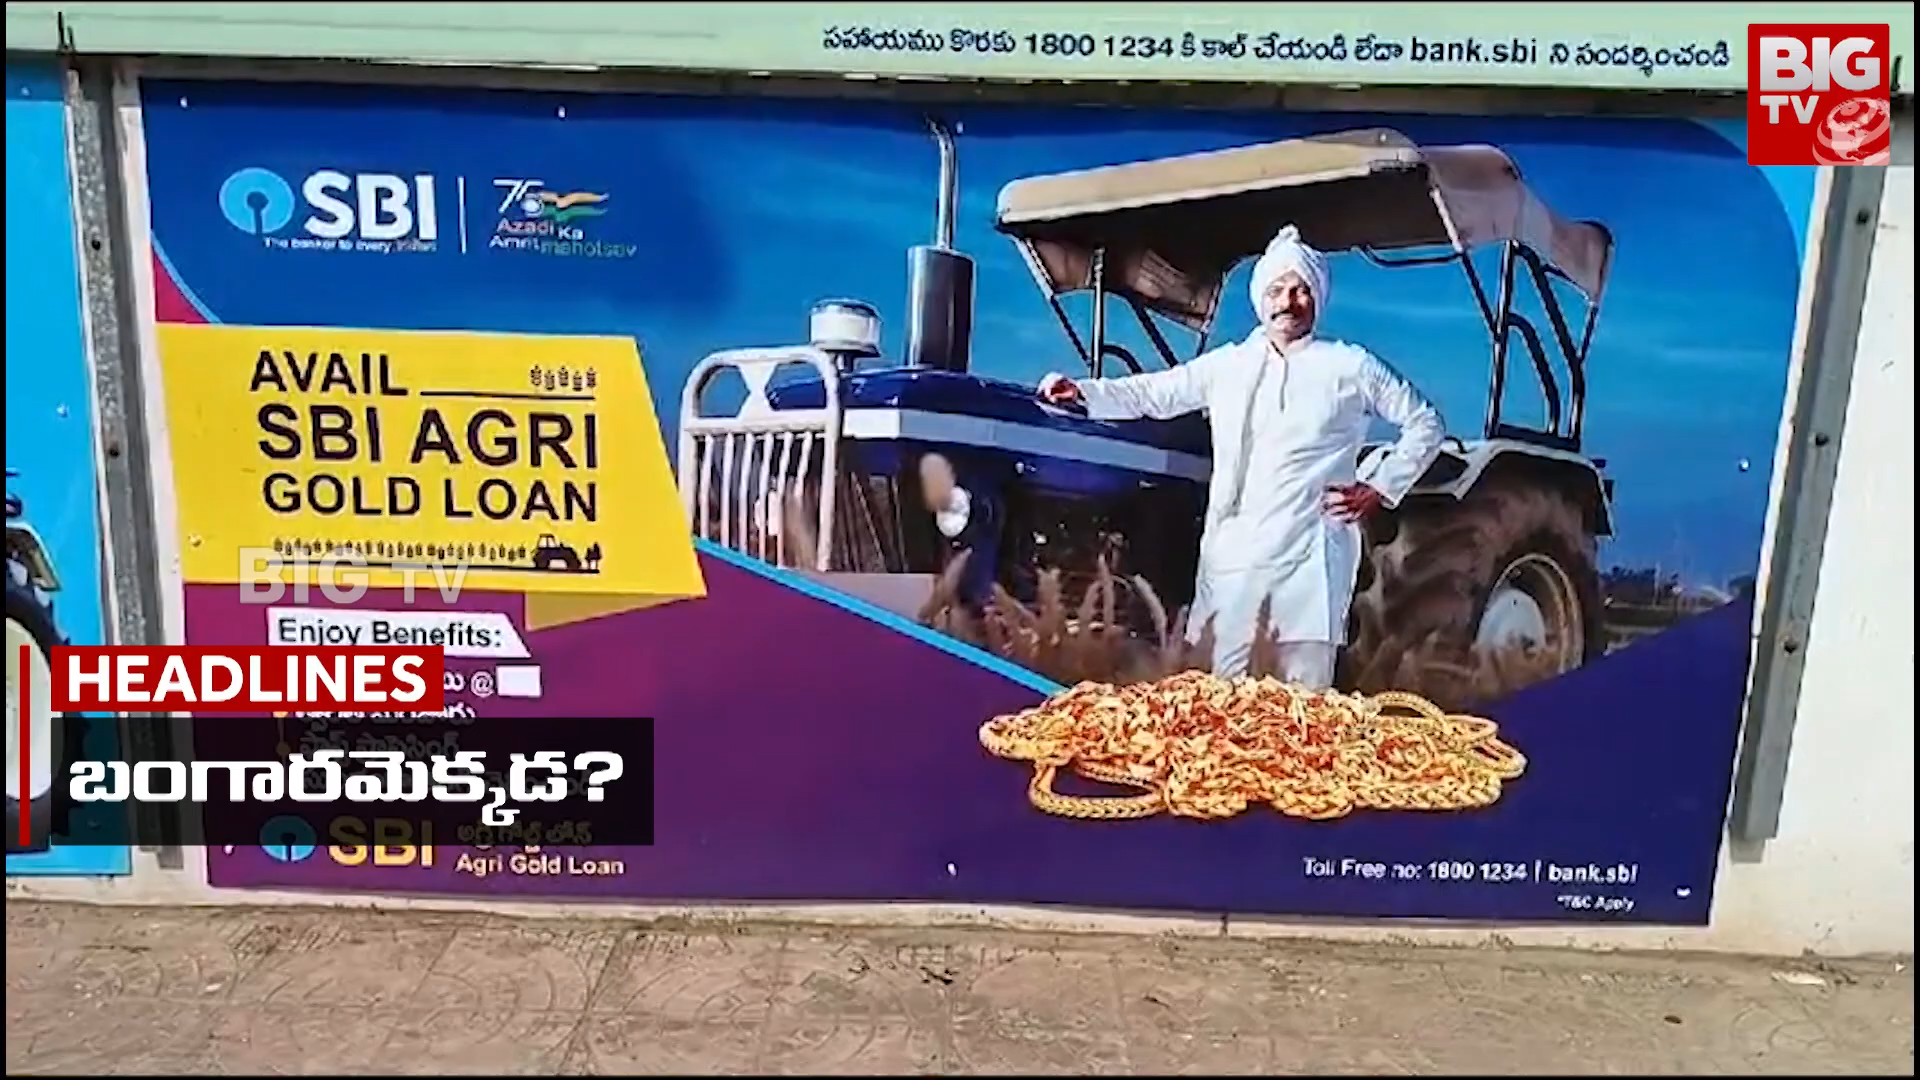 సహాయము కొరకు 1800 1234 కి కాల్ చేయండి లేదా bank.sbi ని సందర్శించండి
BIG
TV
SBI
The banker to every Indian
75
Azadi Ka
Amrit Mahotsav
AVAIL
SBI AGRI
GOLD LOAN
BIG TV
Enjoy Benefits:
@
HEADLINES
బంగారమెక్కడ?
SBI
అగ్రి గోల్డ్ లోన్
Agri Gold Loan
Toll Free no: 1800 1234 | bank.sbi
*T&C Apply